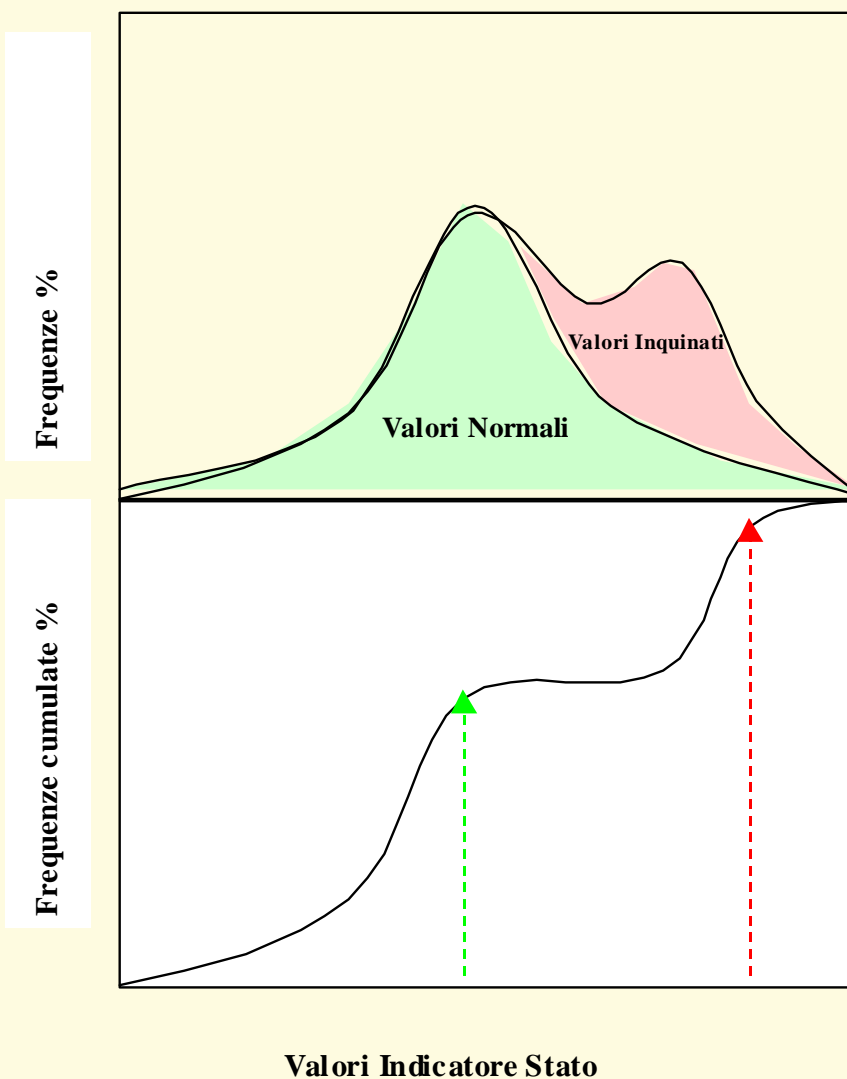 Frequenze %
Valori Inquinati
Valori Normali
Frequenze cumulate %
Valori Indicatore Stato